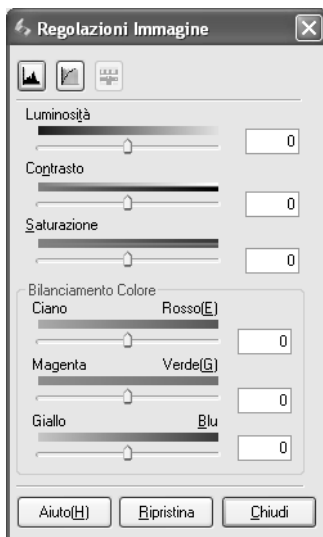 Regolazioni Immagine
Luminosità
0
Contrasto
0
Saturazione
0
Bilanciamento Colore
Ciano Rosso(E)
0
Magenta Verde(G)
0
Giallo Blu
0
Aiuto(H) Ripristina Chiudi